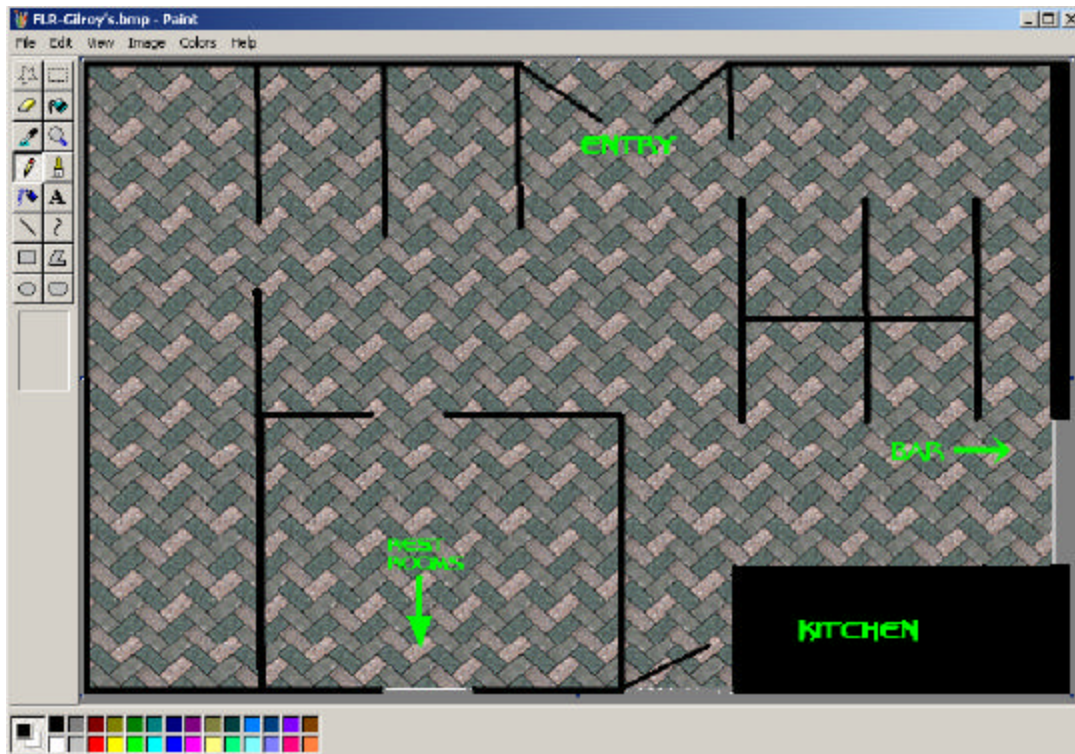 FLR-Gilroy's.bmp - Paint
File Edit View Image Colors Help
A
ENTRY
BAR
REST
ROOMS
KITCHEN